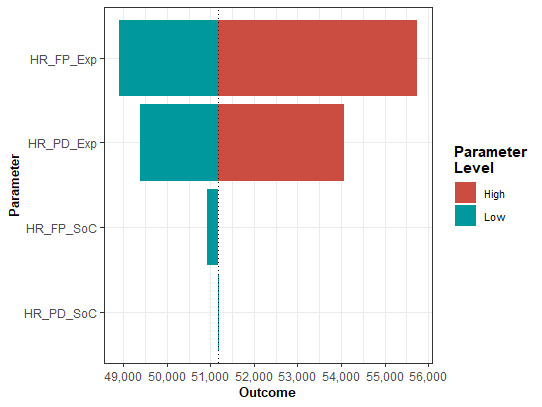 HR_FP_Exp
HR_PD_Exp
HR_FP_SoC
HR_PD_SoC
Parameter
49,000 50,000 51,000 52,000 53,000 54,000 55,000 56,000
Outcome
Parameter
Level
High
Low